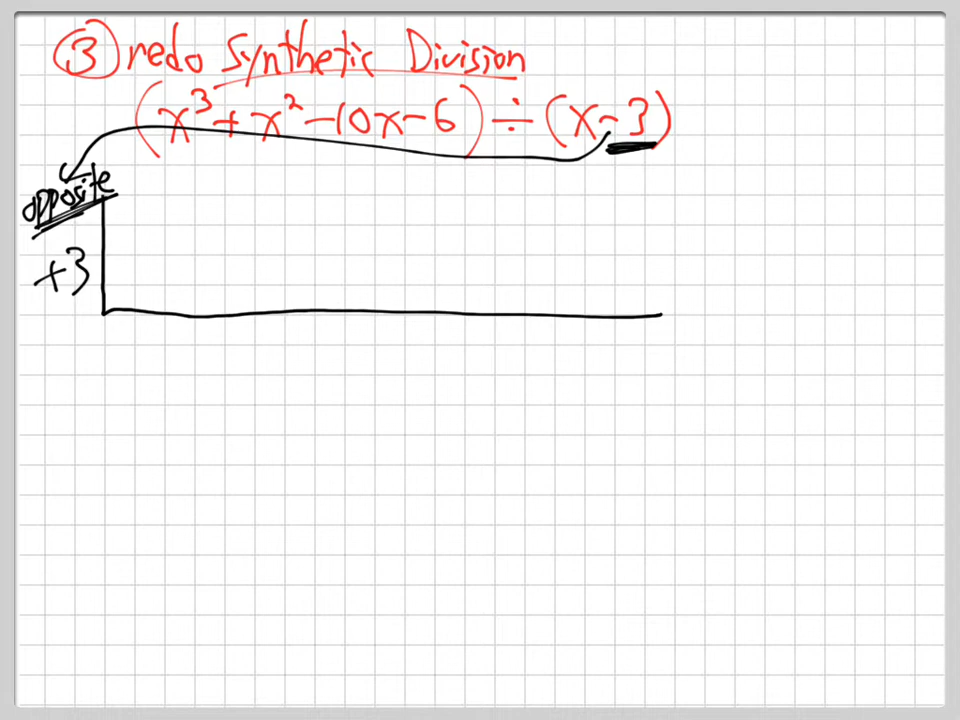 ③ redo Synthetic Division
(x³ + x² - 10x - 6) ÷ (x - 3)
opposite
+3